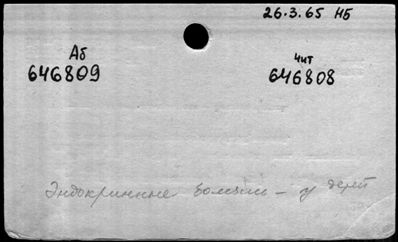 26.3.65 НБ
Аб чит
646809 646808
Эндокринные болезни – у детей